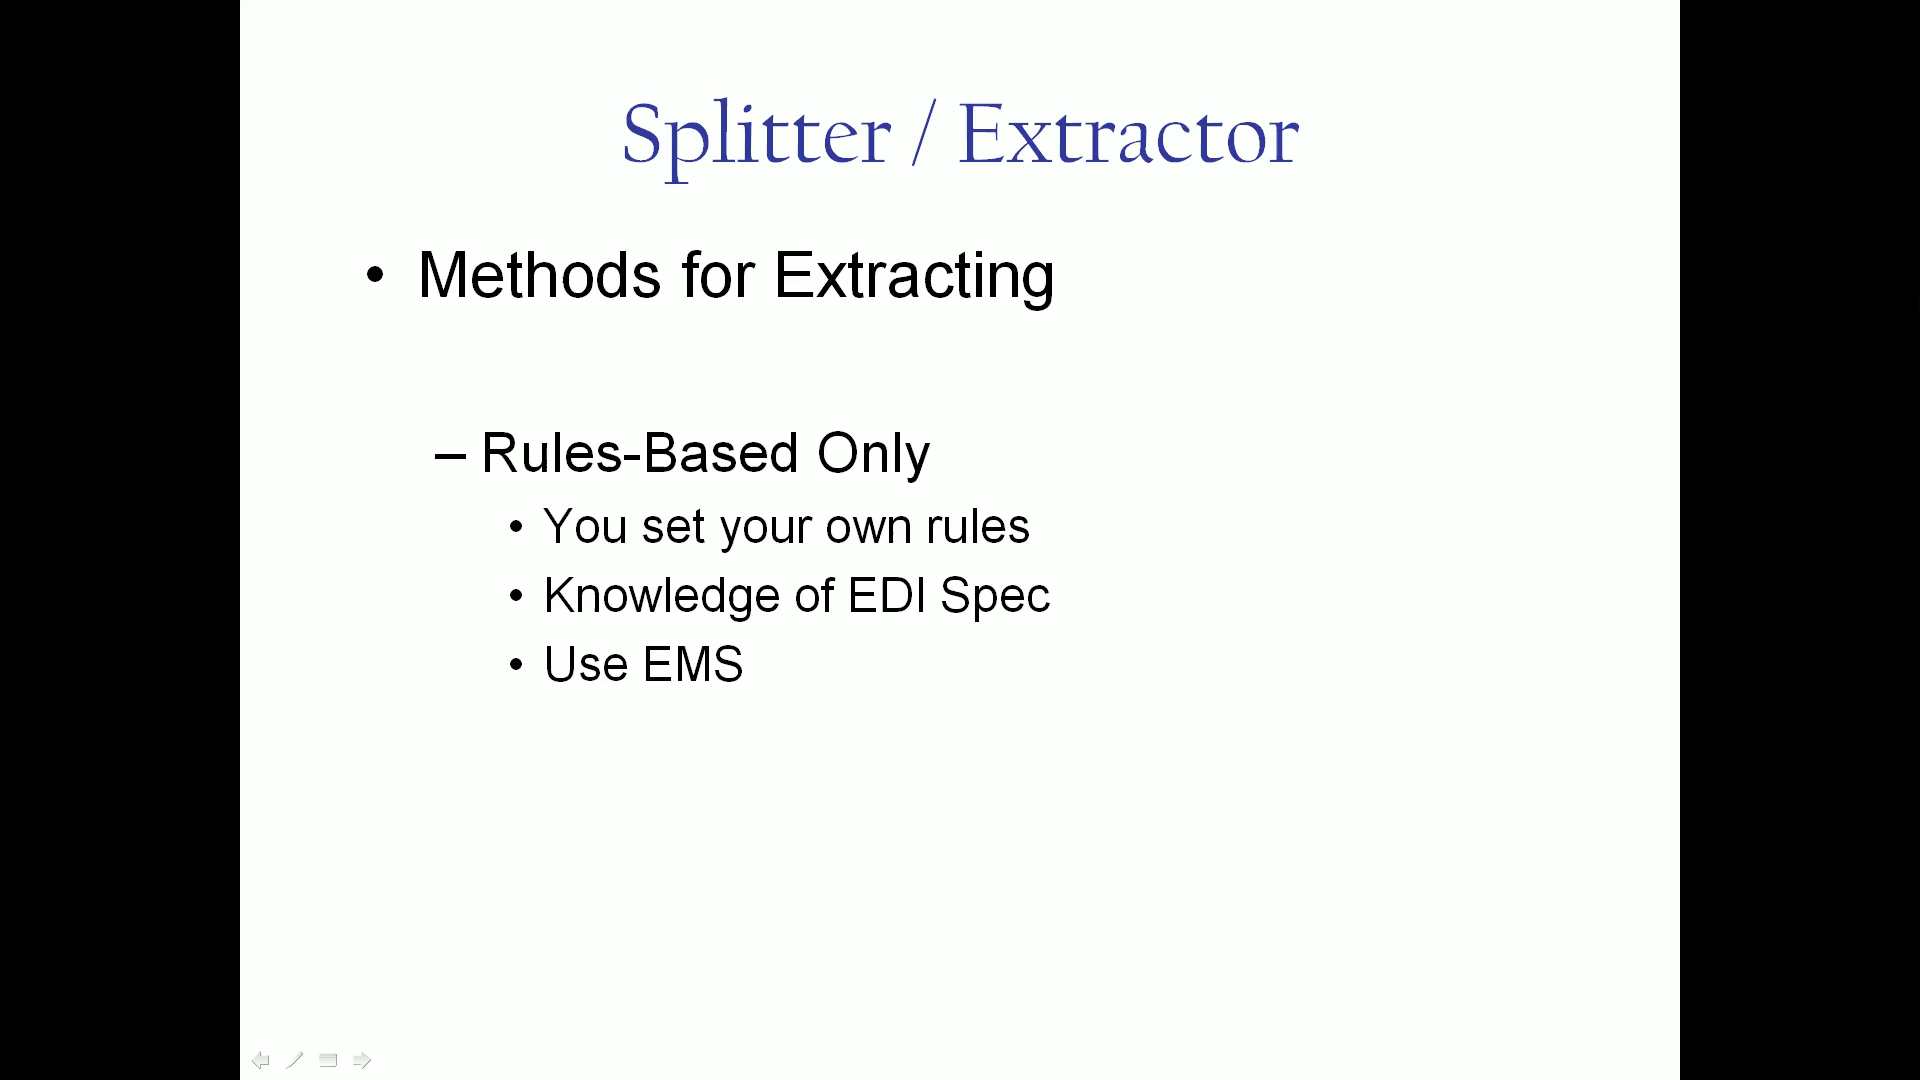 Splitter / Extractor
• Methods for Extracting
– Rules-Based Only
• You set your own rules
• Knowledge of EDI Spec
• Use EMS